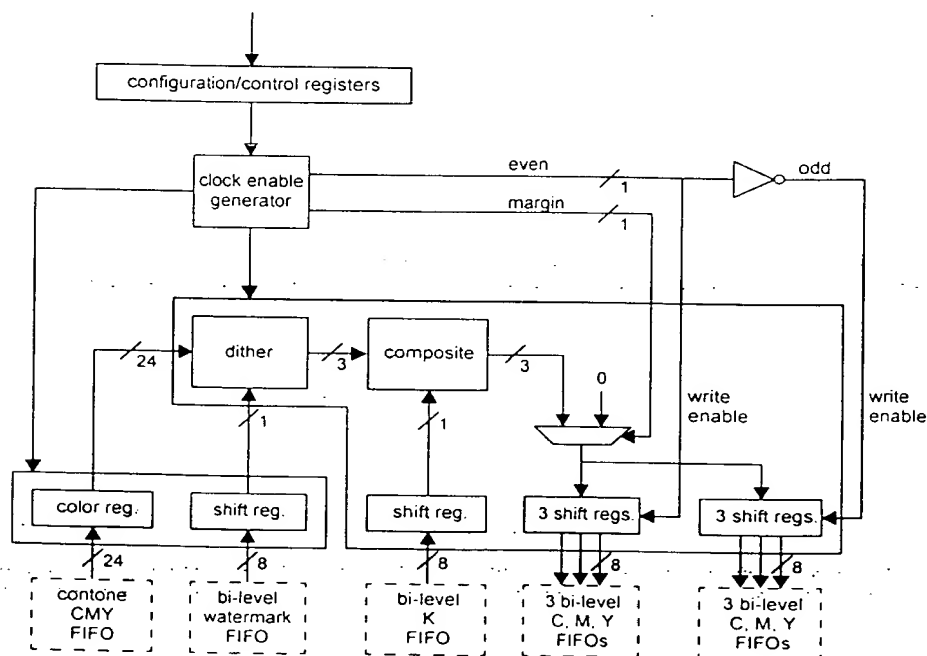 configuration/control registers
clock enable
generator
even
1
odd
margin
1
dither
composite
24
3
3
0
1
1
write
enable
write
enable
color reg.
shift reg.
shift reg.
3 shift regs.
3 shift regs.
24
8
8
8
8
contone
CMY
FIFO
bi-level
watermark
FIFO
bi-level
K
FIFO
3 bi-level
C, M, Y
FIFOs
3 bi-level
C, M, Y
FIFOs